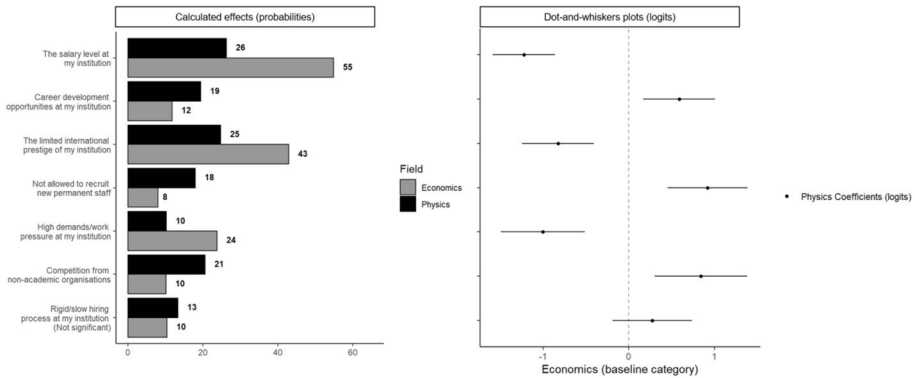 Calculated effects (probabilities)
The salary level at
my institution
26
55
Career development
opportunities at my institution
19
12
The limited international
prestige of my institution
25
43
Not allowed to recruit
new permanent staff
18
8
High demands/work
pressure at my institution
10
24
Competition from
non-academic organisations
21
10
Rigid/slow hiring
process at my institution
(Not significant)
13
10
0 20 40 60
Field
Economics
Physics
Dot-and-whiskers plots (logits)
-1 0 1
Economics (baseline category)
Physics Coefficients (logits)